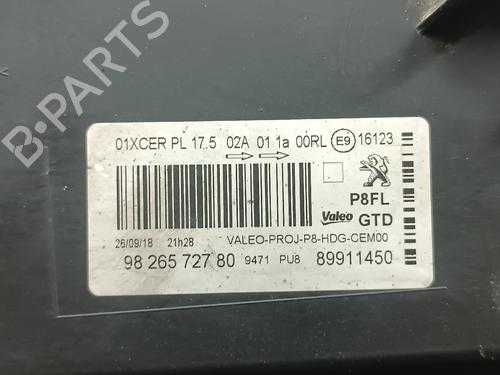 B-PARTS
01XCER PL 17.5 02A 01 1a 00RL E9 16123
P8FL
Valeo GTD
26/09/18 21h28 VALEO-PROJ-P8-HDG-CEM00
98 265 727 80 9471 PU8 89911450